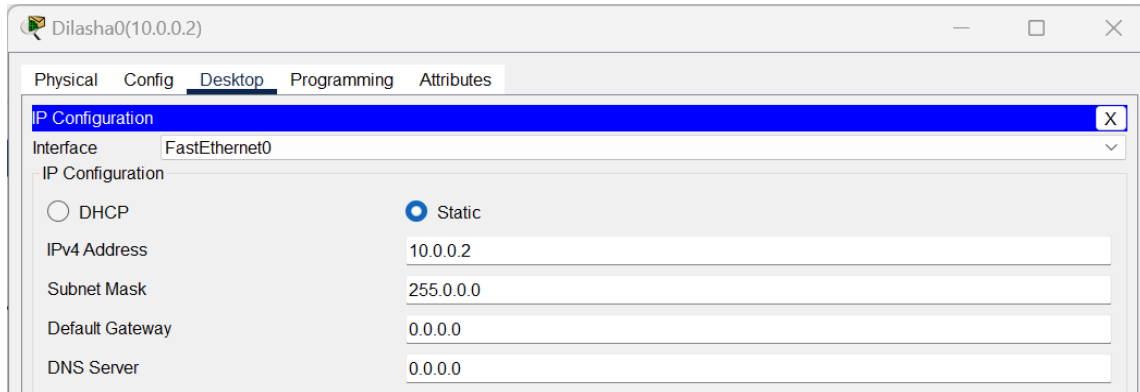 Dilasha0(10.0.0.2)
Physical Config Desktop Programming Attributes
IP Configuration X
Interface FastEthernet0
IP Configuration
DHCP Static
IPv4 Address 10.0.0.2
Subnet Mask 255.0.0.0
Default Gateway 0.0.0.0
DNS Server 0.0.0.0